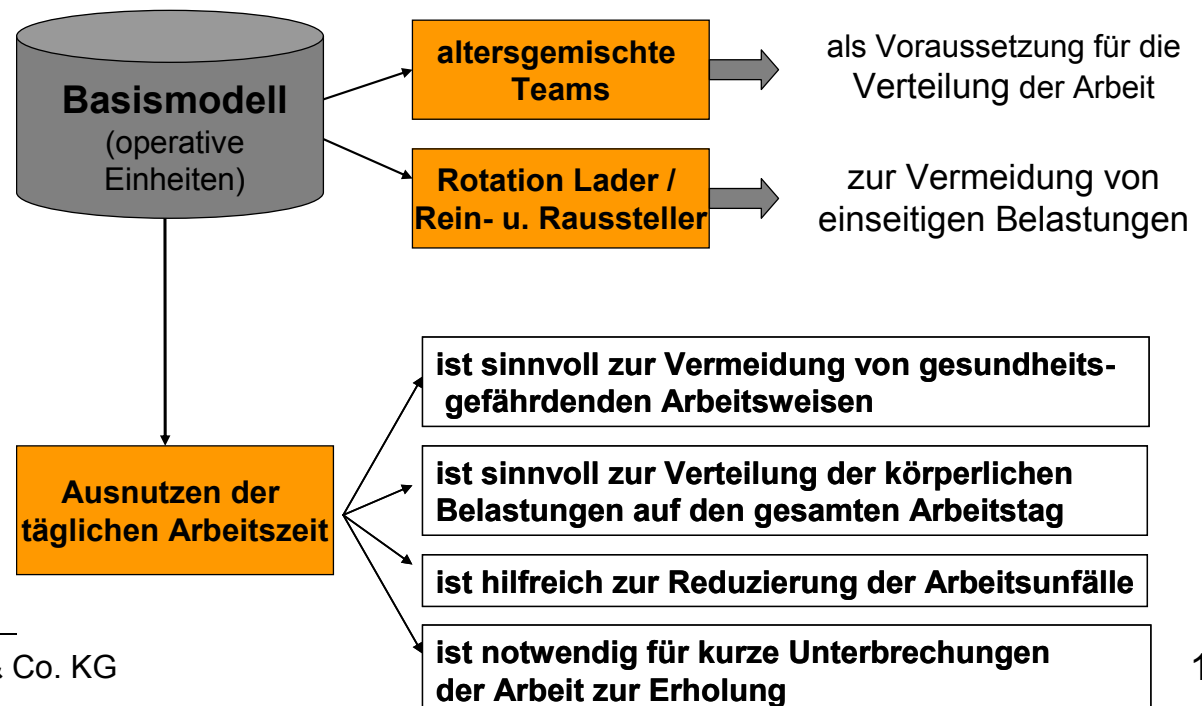 Basismodell
(operative
Einheiten)
altersgemischte
Teams
als Voraussetzung für die
Verteilung der Arbeit
Rotation Lader /
Rein- u. Raussteller
zur Vermeidung von
einseitigen Belastungen
Ausnutzen der
täglichen Arbeitszeit
ist sinnvoll zur Vermeidung von gesundheits-
gefährdenden Arbeitsweisen
ist sinnvoll zur Verteilung der körperlichen
Belastungen auf den gesamten Arbeitstag
ist hilfreich zur Reduzierung der Arbeitsunfälle
ist notwendig für kurze Unterbrechungen
der Arbeit zur Erholung
& Co. KG
1